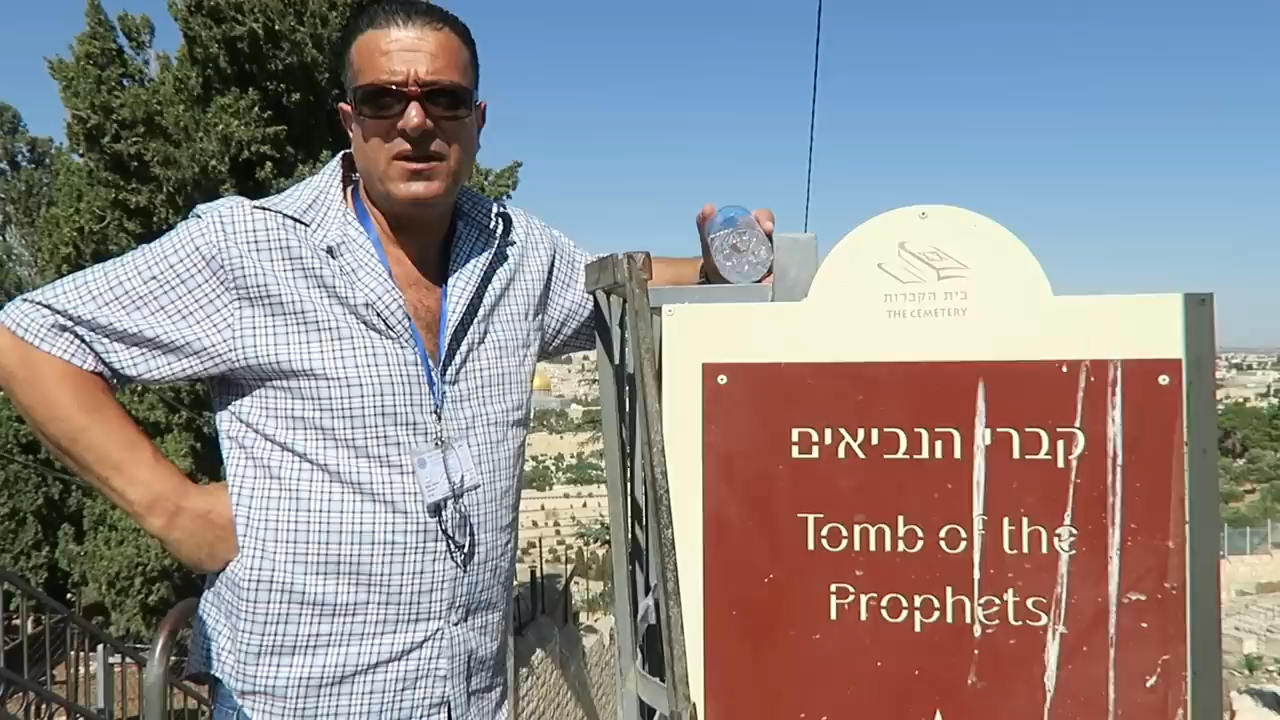 בית הקברות
THE CEMETERY
קברי הנביאים
Tomb of the
Prophets